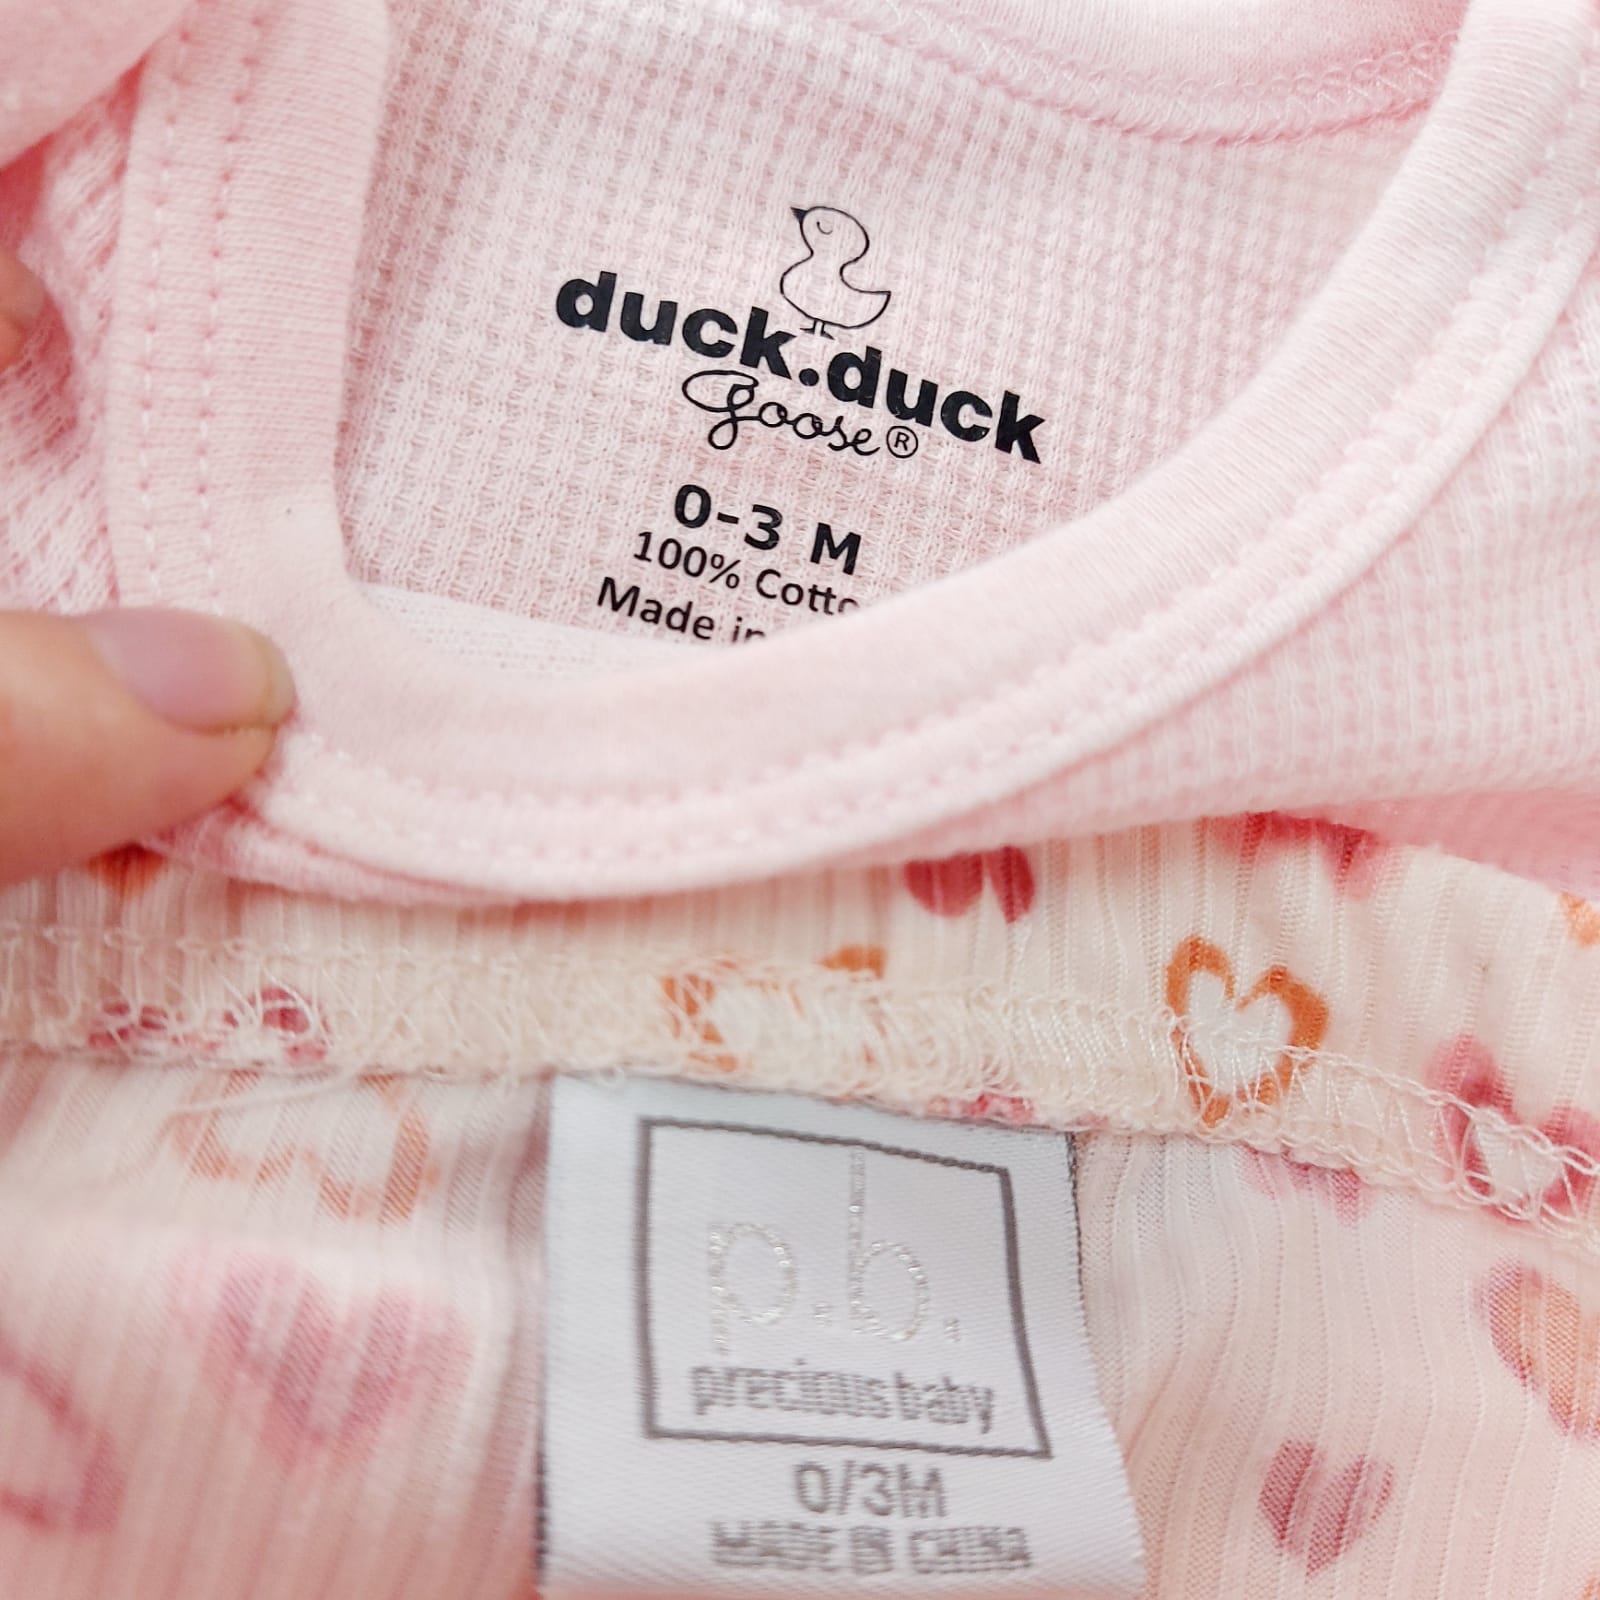 duck.duck
goose®
0-3 M
100% Cotto
Made in
p.b.
precious baby
0/3M
MADE IN CHINA